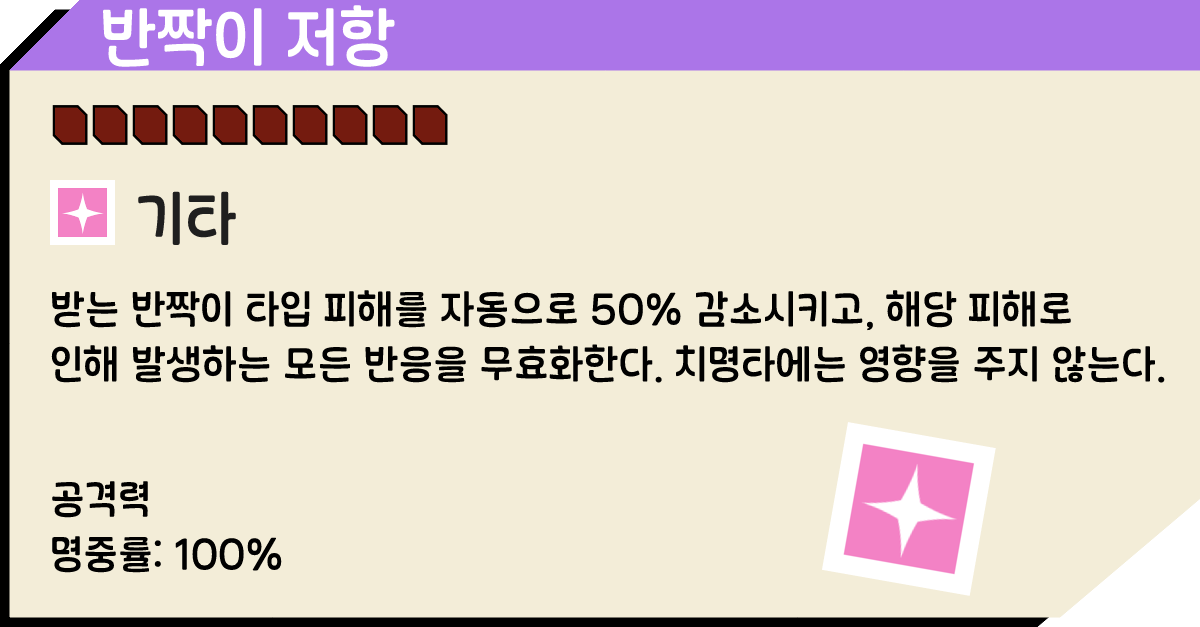 반짝이 저항
기타
받는 반짝이 타입 피해를 자동으로 50% 감소시키고, 해당 피해로
인해 발생하는 모든 반응을 무효화한다. 치명타에는 영향을 주지 않는다.
공격력
명중률: 100%